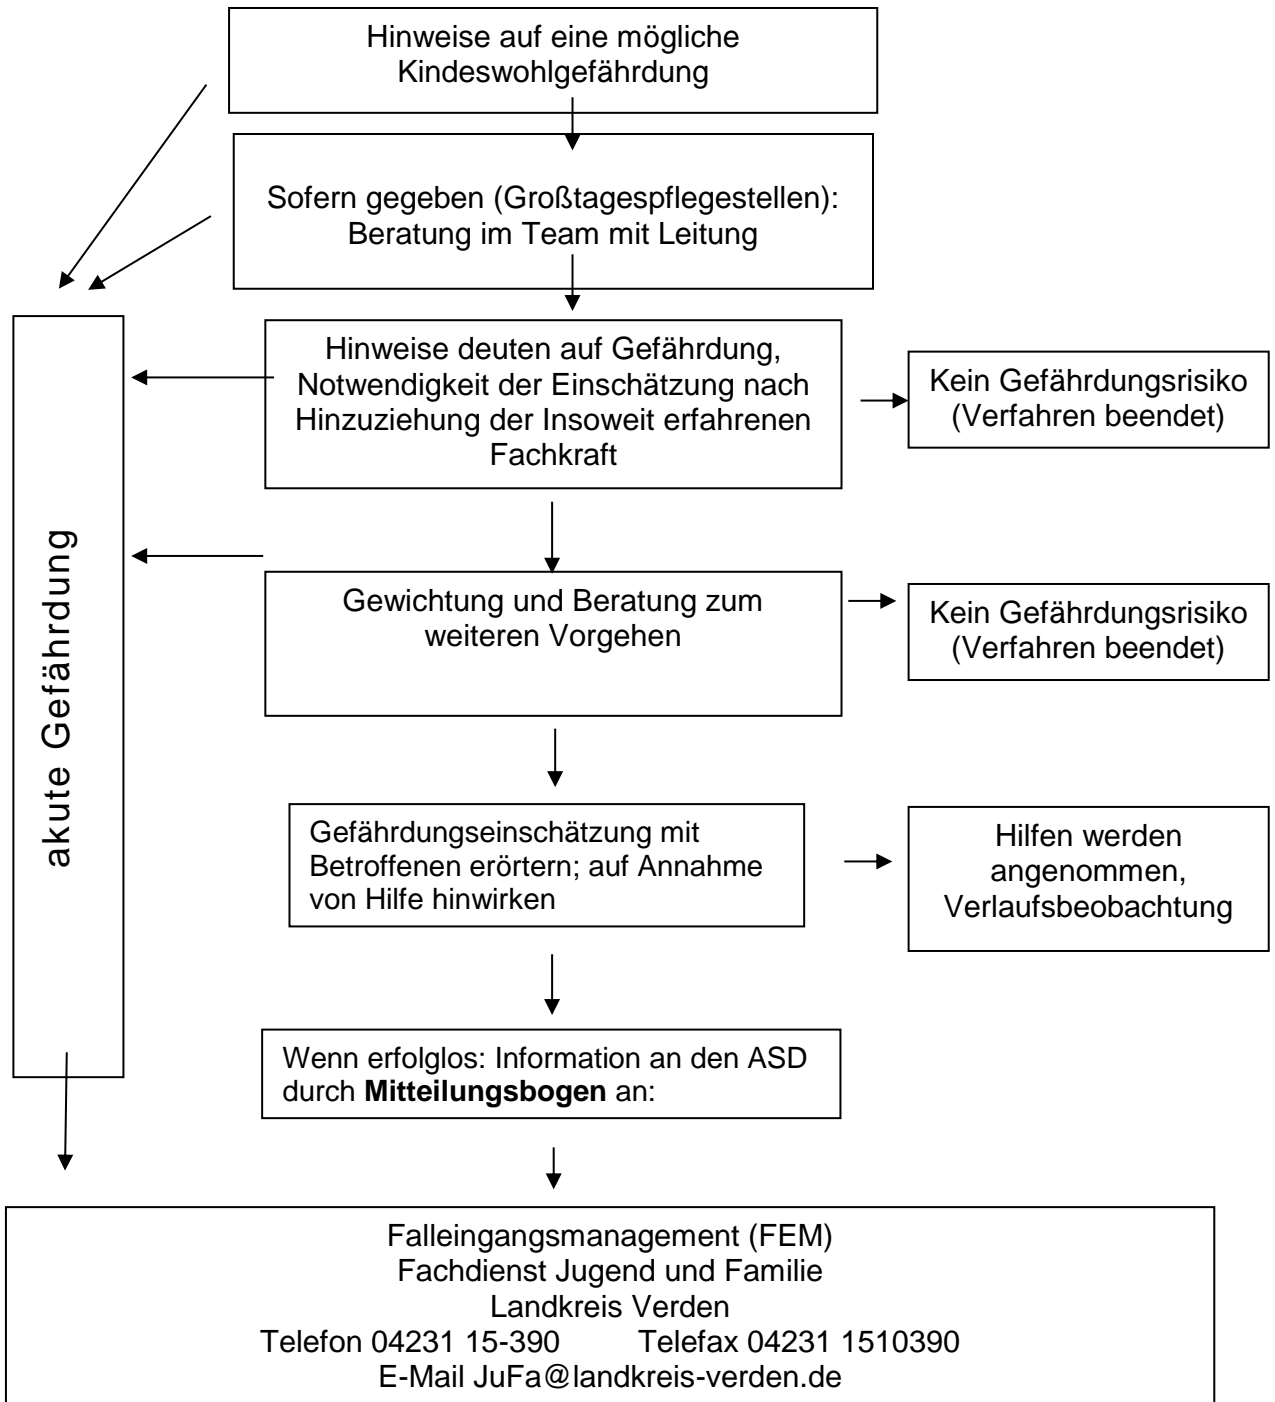 Hinweise auf eine mögliche
Kindeswohlgefährdung
Sofern gegeben (Großtagespflegestellen):
Beratung im Team mit Leitung
Hinweise deuten auf Gefährdung,
Notwendigkeit der Einschätzung nach
Hinzuziehung der Insoweit erfahrenen
Fachkraft
Kein Gefährdungsrisiko
(Verfahren beendet)
akute Gefährdung
Gewichtung und Beratung zum
weiteren Vorgehen
Kein Gefährdungsrisiko
(Verfahren beendet)
Gefährdungseinschätzung mit
Betroffenen erörtern; auf Annahme
von Hilfe hinwirken
Hilfen werden
angenommen,
Verlaufsbeobachtung
Wenn erfolglos: Information an den ASD
durch Mitteilungsbogen an:
Falleingangsmanagement (FEM)
Fachdienst Jugend und Familie
Landkreis Verden
Telefon 04231 15-390 Telefax 04231 1510390
E-Mail JuFa@landkreis-verden.de